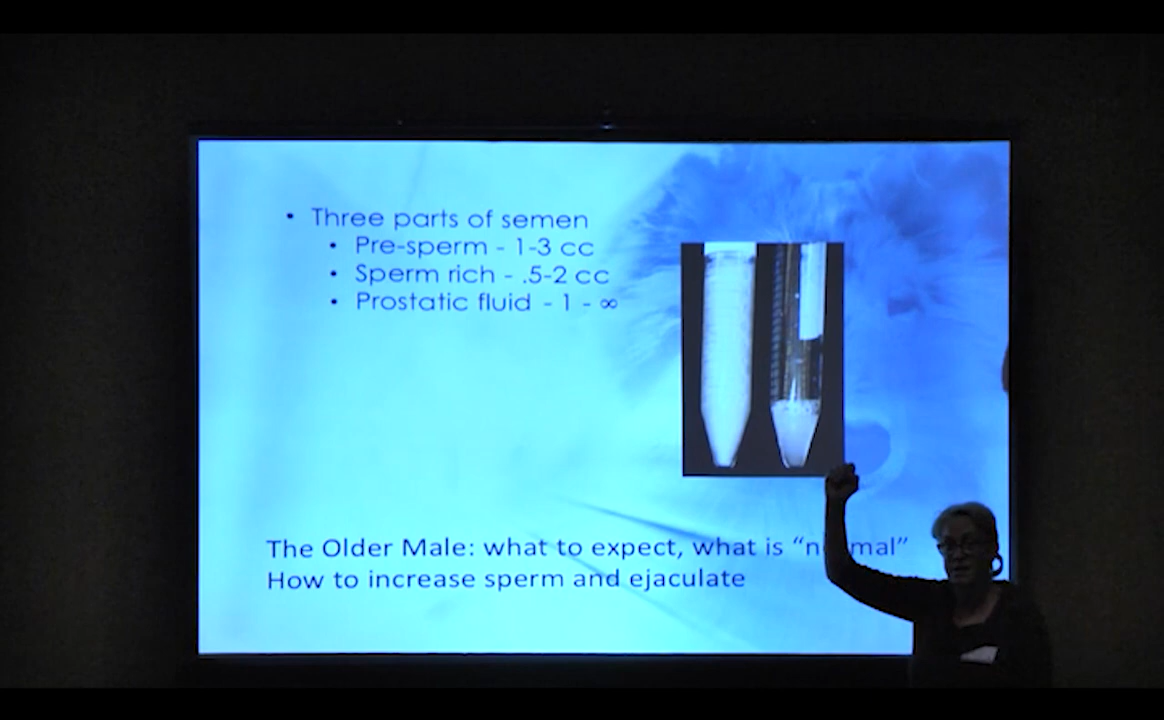 • Three parts of semen
• Pre-sperm - 1-3 cc
• Sperm rich - .5-2 cc
• Prostatic fluid - 1 - ∞
The Older Male: what to expect, what is "normal"
How to increase sperm and ejaculate